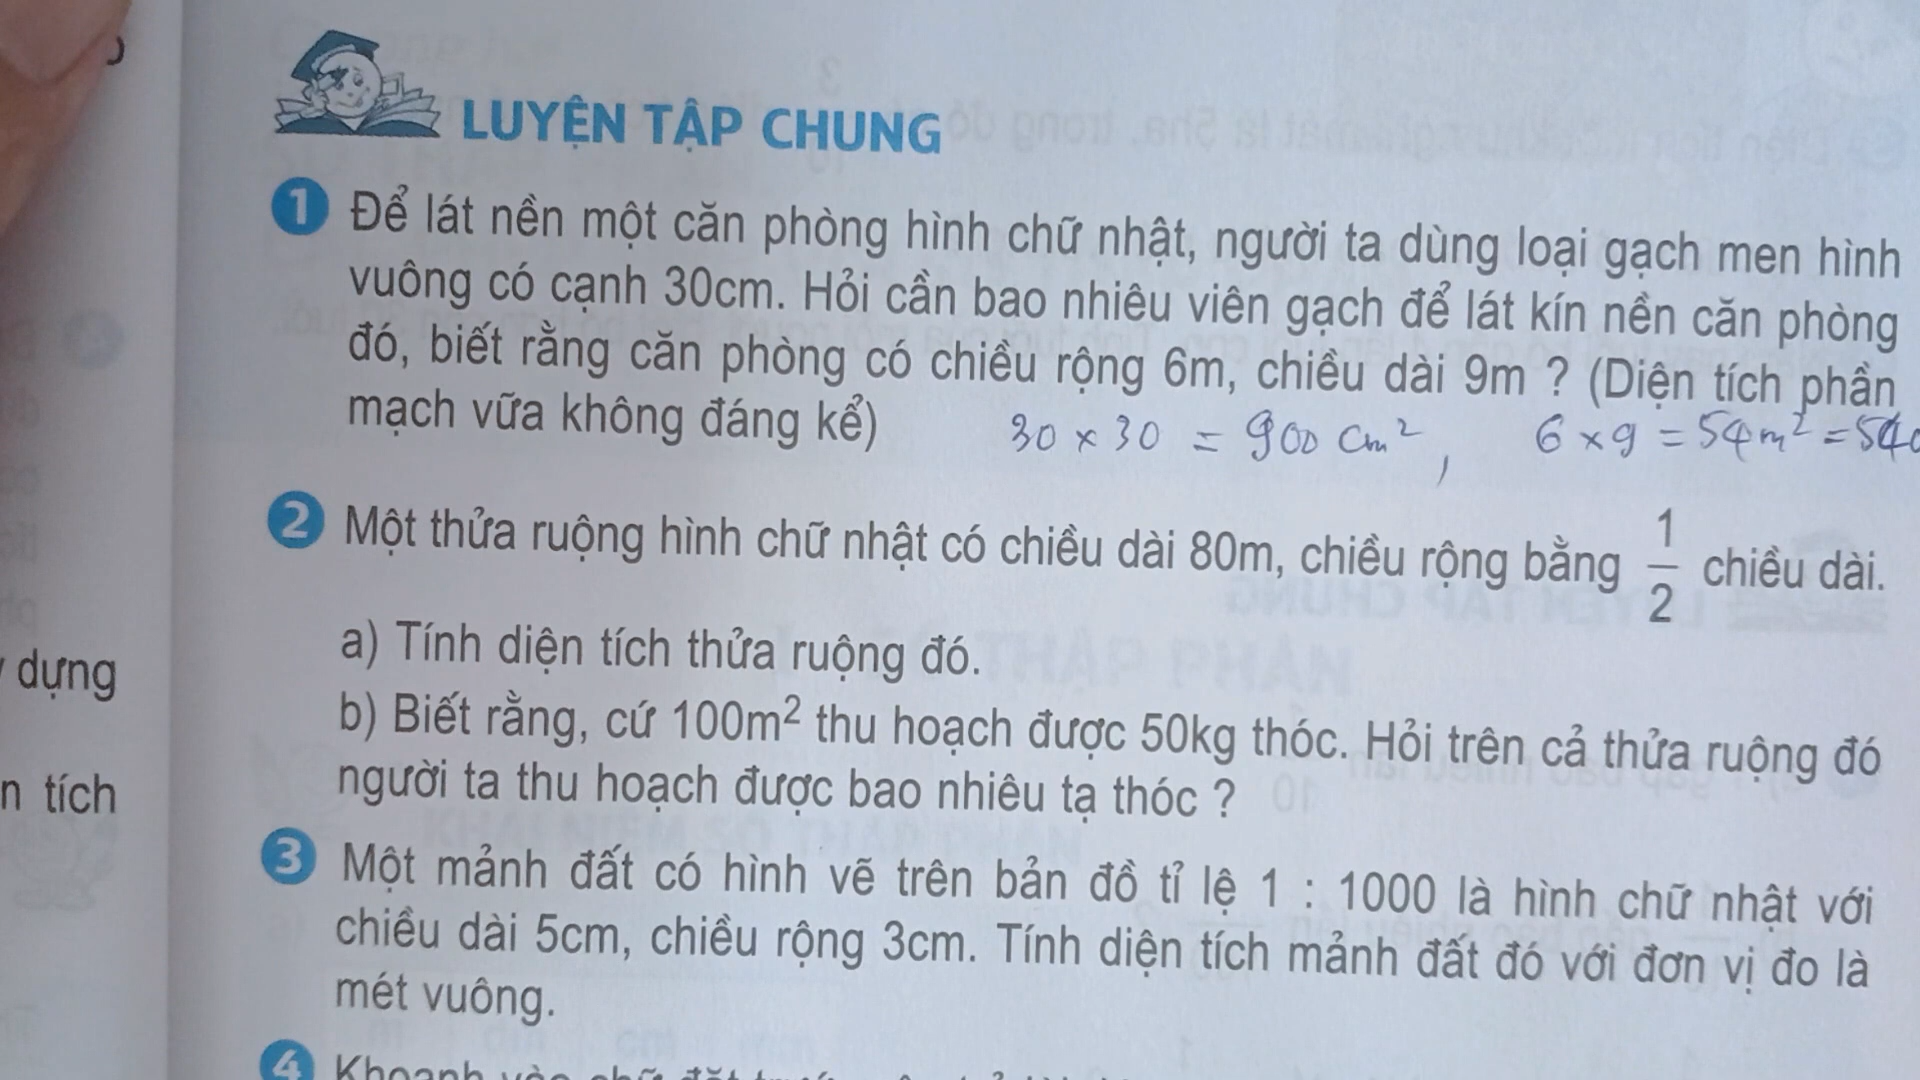 LUYỆN TẬP CHUNG
1 Để lát nền một căn phòng hình chữ nhật, người ta dùng loại gạch men hình
vuông có cạnh 30cm. Hỏi cần bao nhiêu viên gạch để lát kín nền căn phòng
đó, biết rằng căn phòng có chiều rộng 6m, chiều dài 9m ? (Diện tích phần
mạch vữa không đáng kể)
30 × 30 = 900 cm², 6 × 9 = 54m² = 540
2 Một thửa ruộng hình chữ nhật có chiều dài 80m, chiều rộng bằng 1/2 chiều dài.
a) Tính diện tích thửa ruộng đó.
b) Biết rằng, cứ 100m² thu hoạch được 50kg thóc. Hỏi trên cả thửa ruộng đó
người ta thu hoạch được bao nhiêu tạ thóc ?
3 Một mảnh đất có hình vẽ trên bản đồ tỉ lệ 1 : 1000 là hình chữ nhật với
chiều dài 5cm, chiều rộng 3cm. Tính diện tích mảnh đất đó với đơn vị đo là
mét vuông.
4 Khoanh vào chữ đặt trước
dựng
n tích